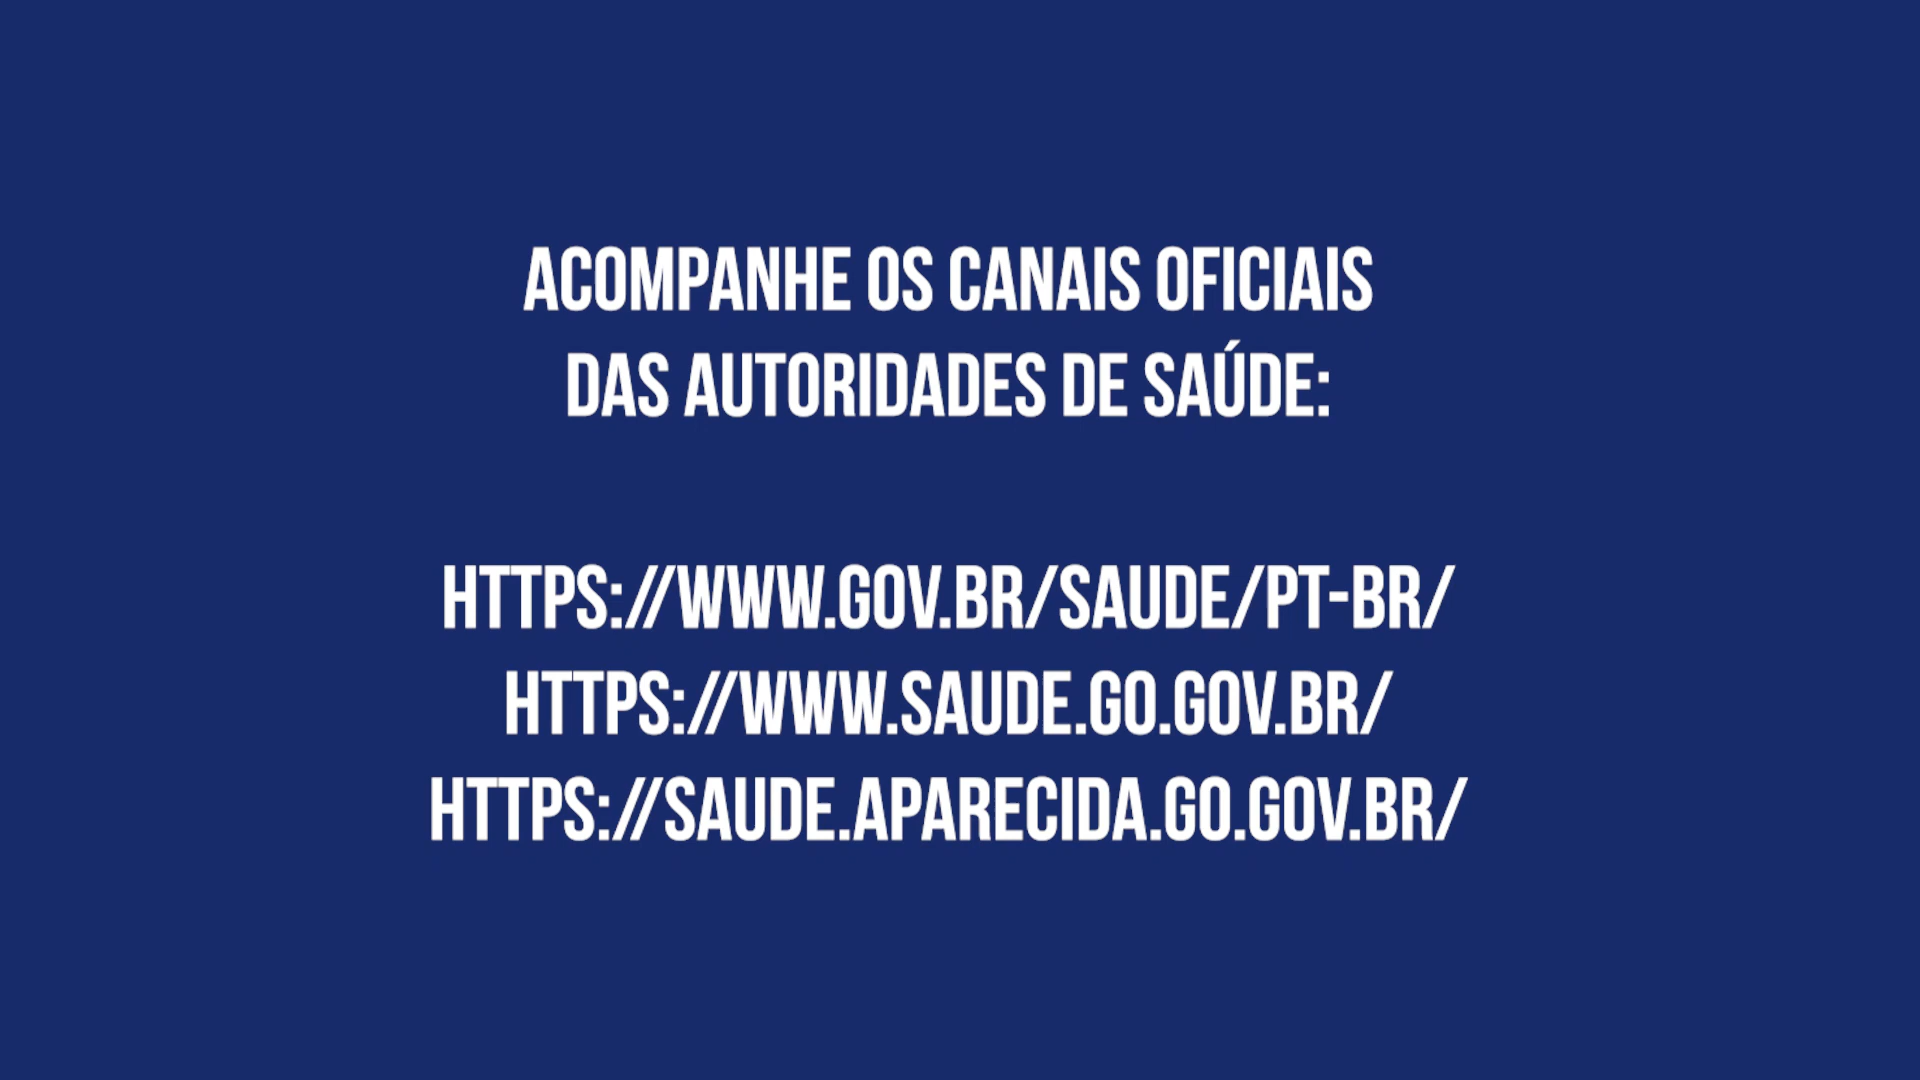 ACOMPANHE OS CANAIS OFICIAIS
DAS AUTORIDADES DE SAÚDE:
HTTPS://WWW.GOV.BR/SAUDE/PT-BR/
HTTPS://WWW.SAUDE.GO.GOV.BR/
HTTPS://SAUDE.APARECIDA.GO.GOV.BR/